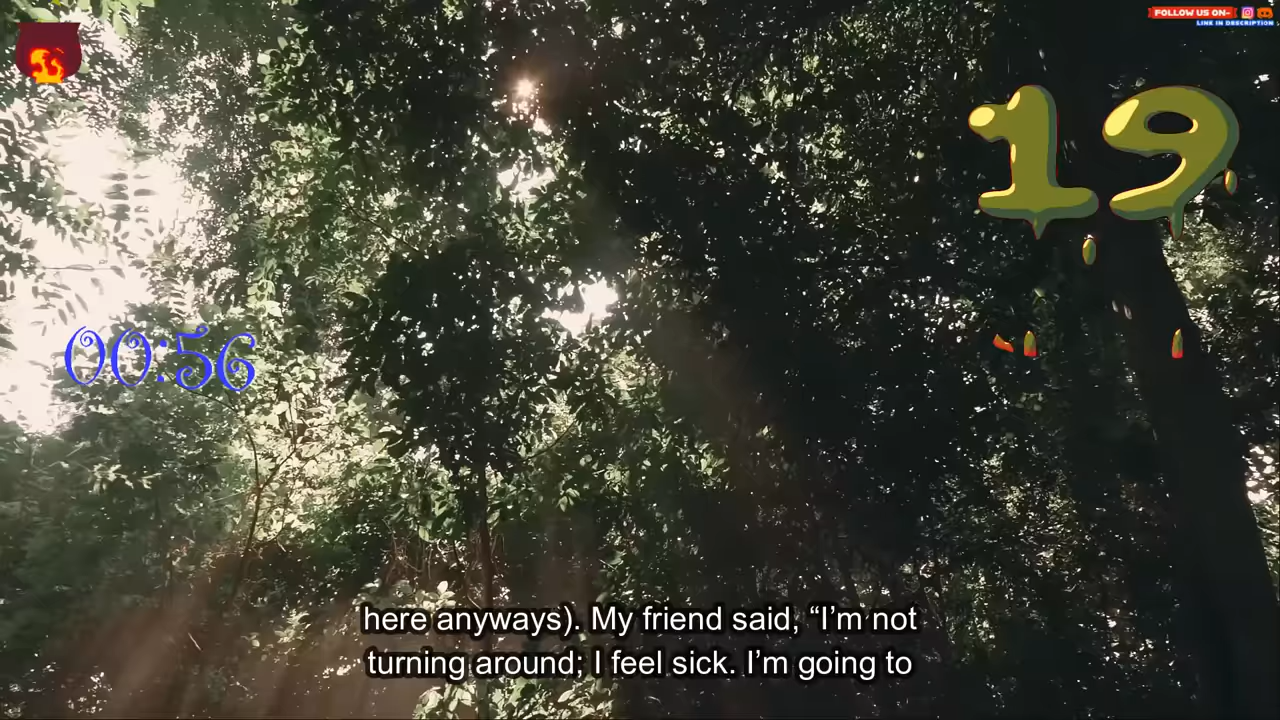 FOLLOW US ON-
LINK IN DESCRIPTION
19
00:56
here anyways). My friend said, “I’m not
turning around; I feel sick. I’m going to